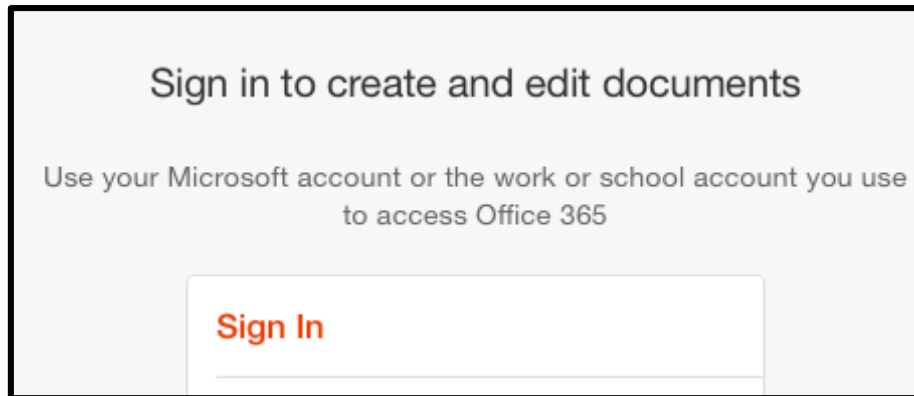 Sign in to create and edit documents
Use your Microsoft account or the work or school account you use
to access Office 365
Sign In